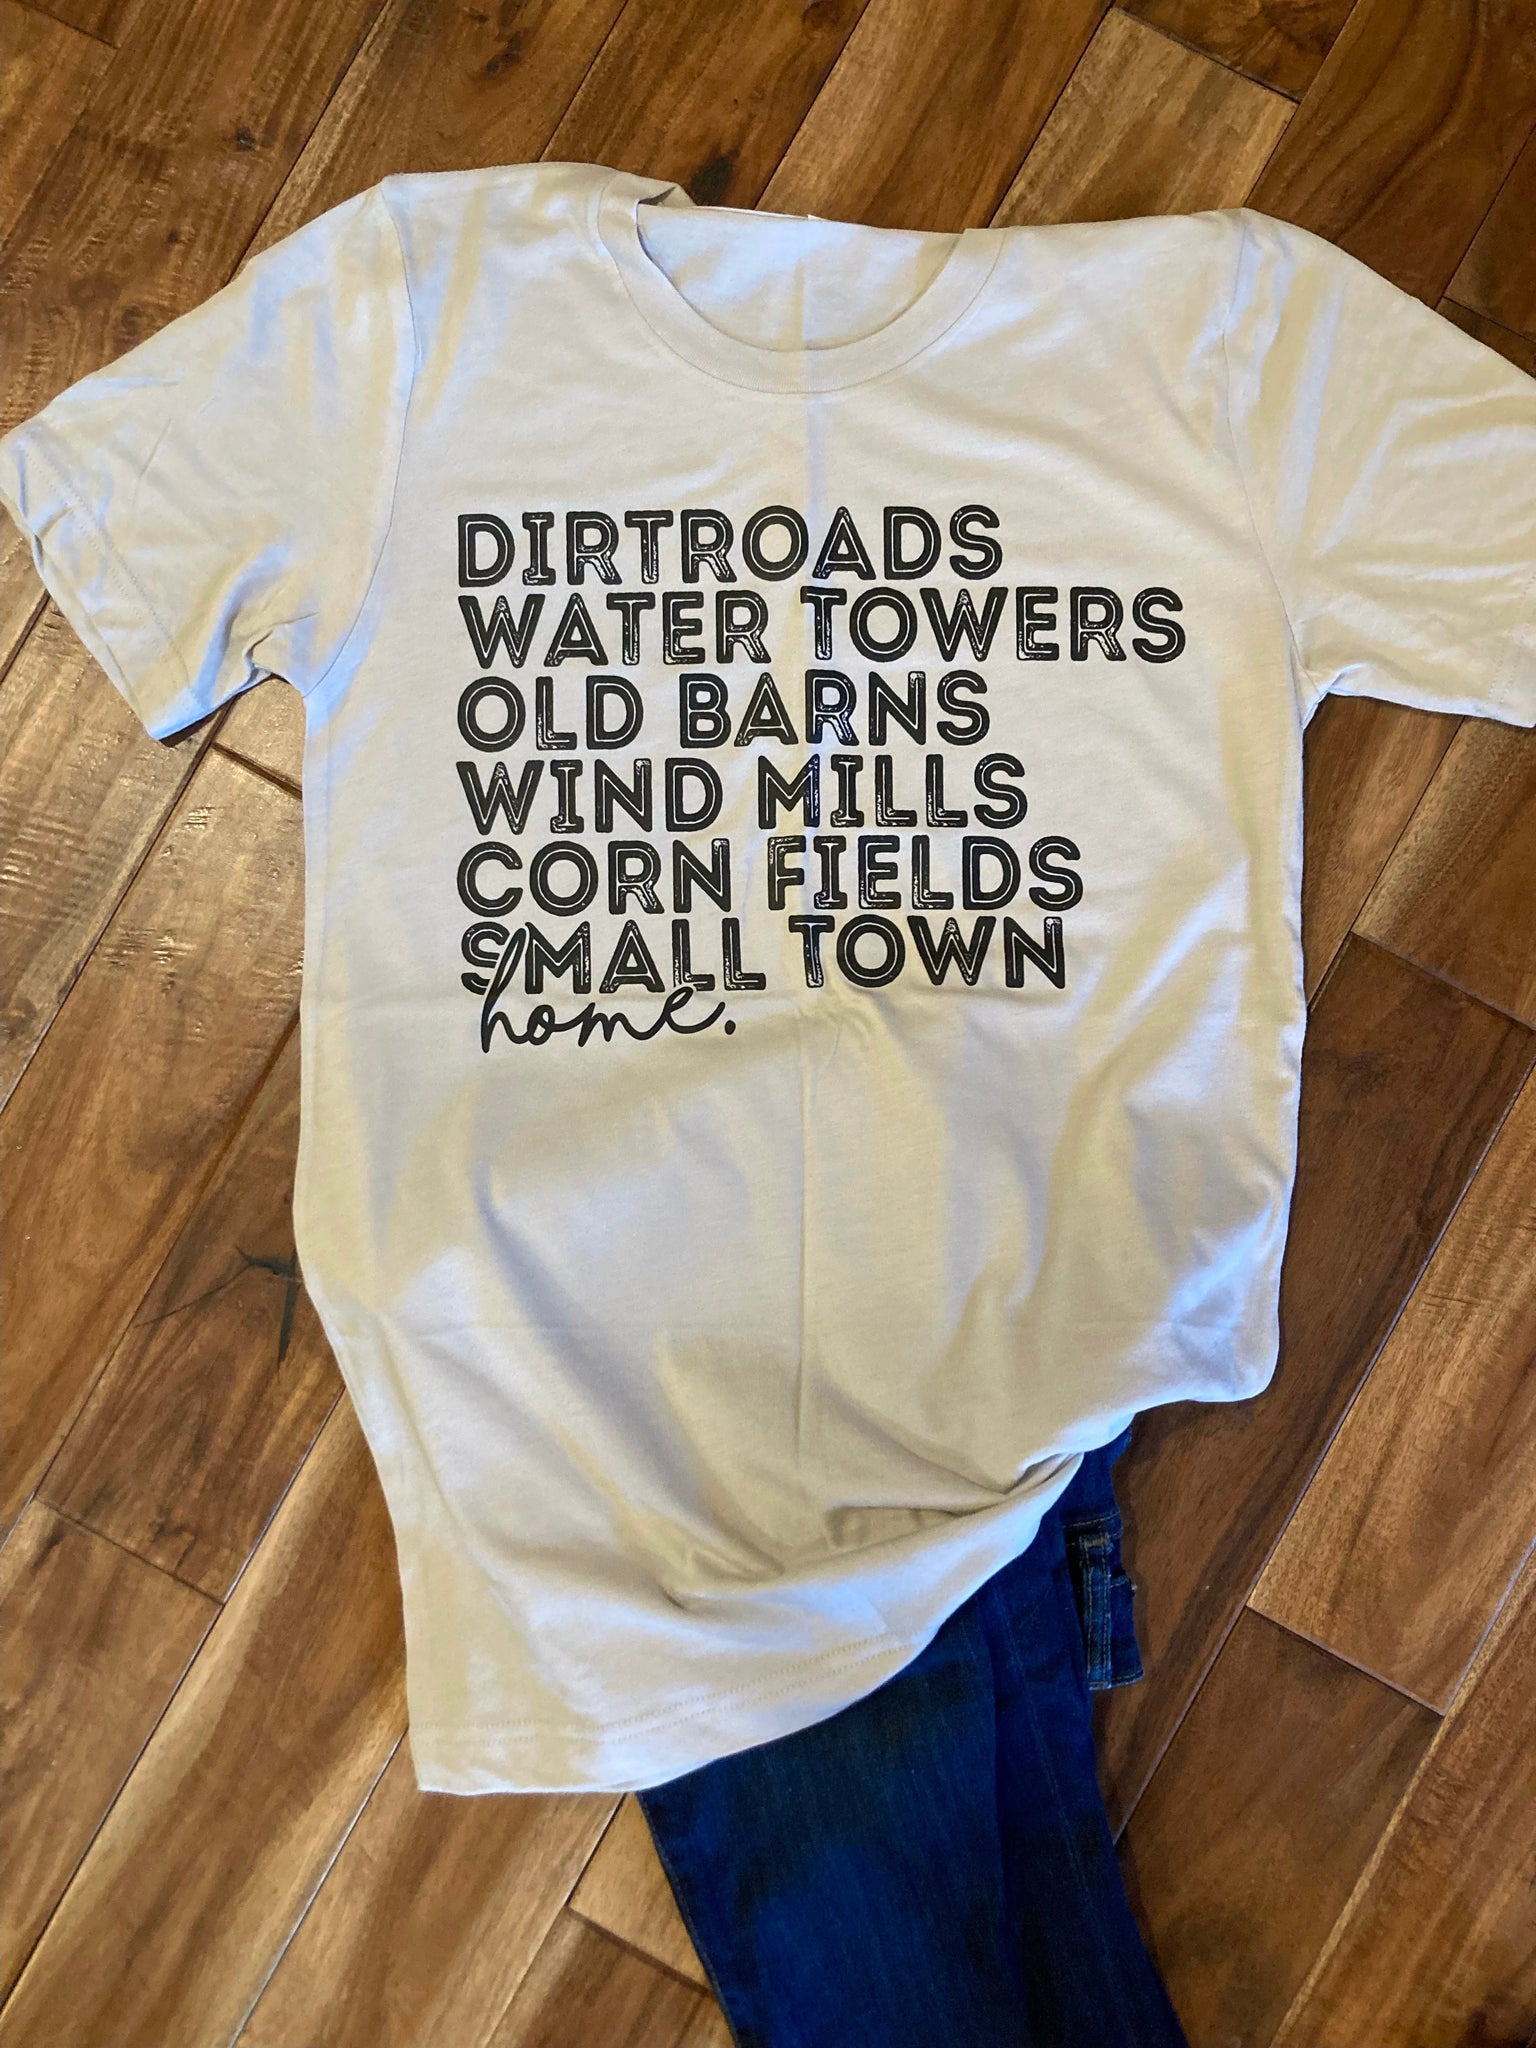 DIRTROADS
WATER TOWERS
OLD BARNS
WIND MILLS
CORN FIELDS
SMALL TOWN
home.